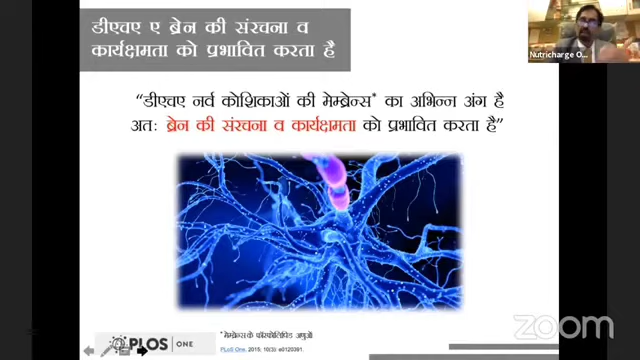 डीएचए ए ब्रेन की संरचना व
कार्यक्षमता को प्रभावित करता है
Nutricharge O...
“डीएचए नर्व कोशिकाओं की मेम्ब्रेन्स* का अभिन्न अंग है
अतः ब्रेन की संरचना व कार्यक्षमता को प्रभावित करता है”
* मेम्ब्रेन्स के फॉस्फोलिपिड अणुओं
PLOS ONE
PLoS One. 2015; 10(3): e0120391.
zoom